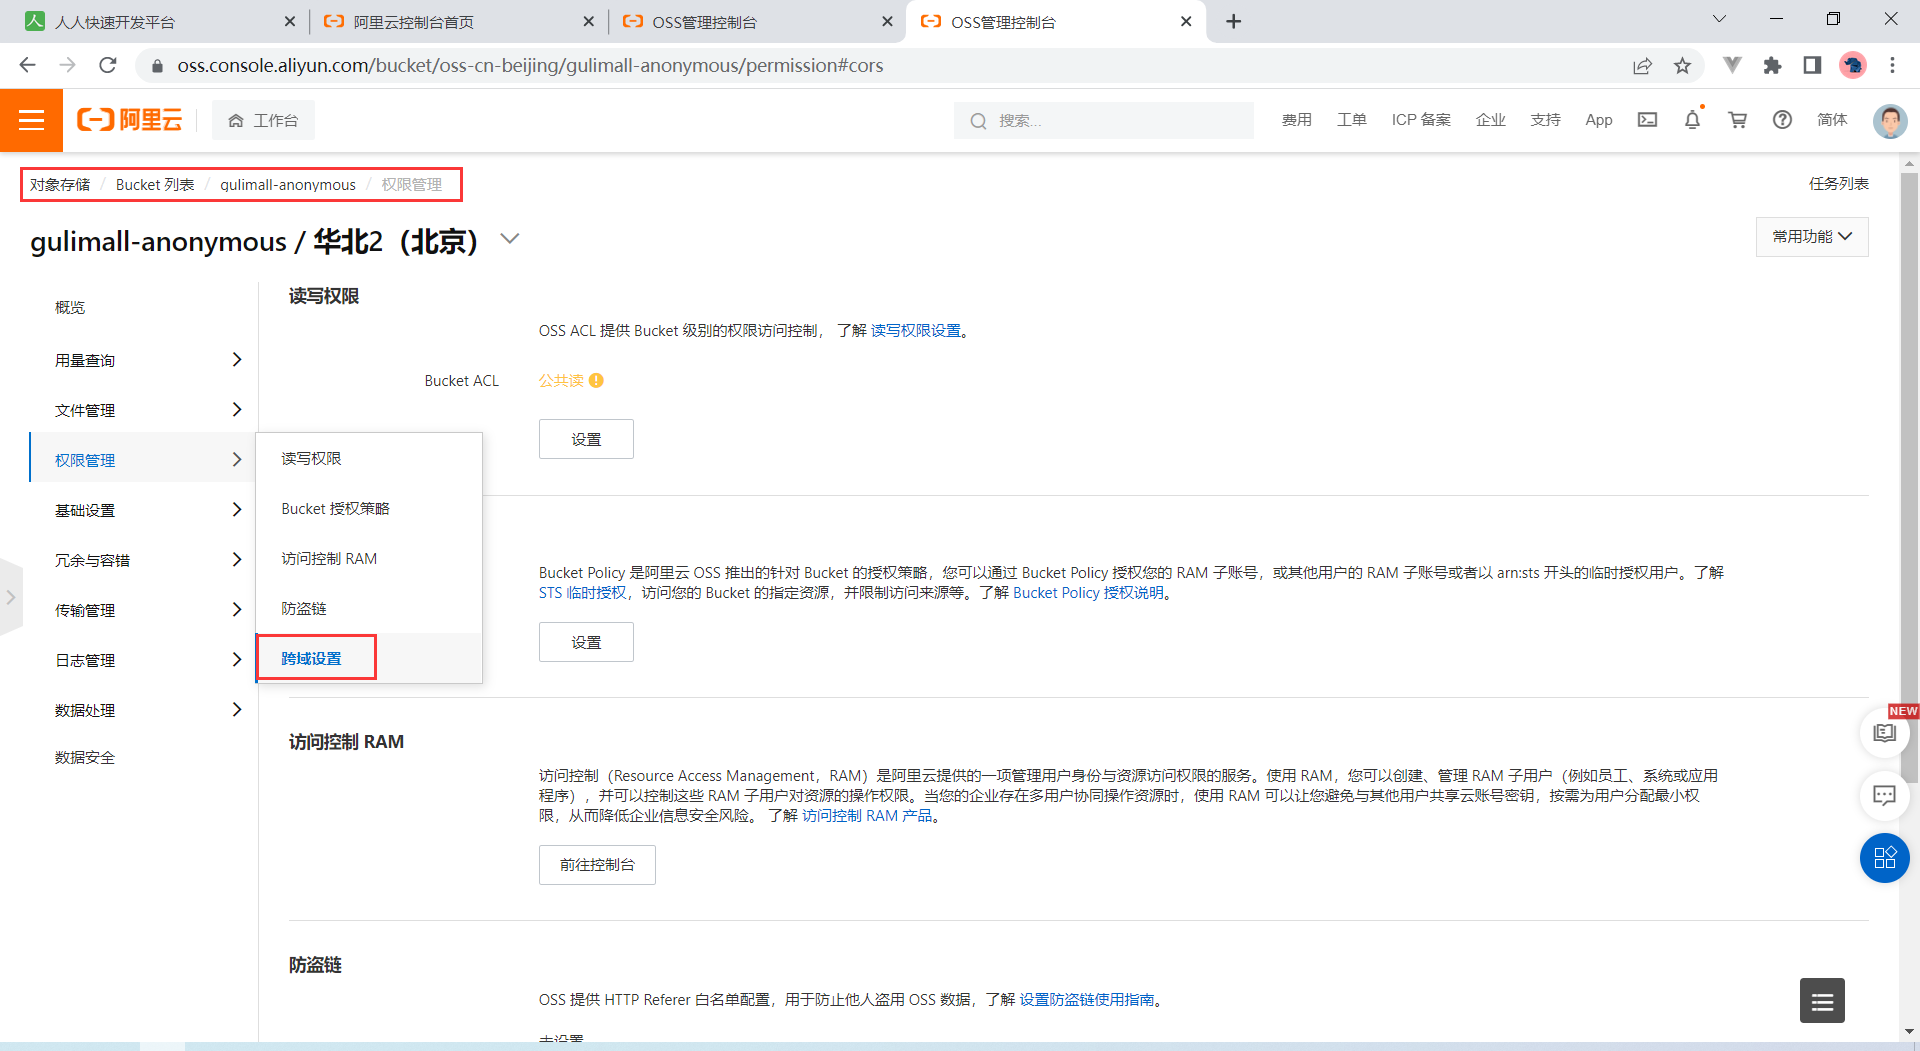 人人快速开发平台
阿里云控制台首页
OSS管理控制台
OSS管理控制台
oss.console.aliyun.com/bucket/oss-cn-beijing/gulimall-anonymous/permission#cors
阿里云
工作台
搜索...
费用
工单
ICP 备案
企业
支持
App
简体
对象存储 / Bucket 列表 / gulimall-anonymous / 权限管理
任务列表
gulimall-anonymous / 华北2（北京）
常用功能
概览
用量查询
文件管理
权限管理
基础设置
冗余与容错
传输管理
日志管理
数据处理
数据安全
读写权限
Bucket 授权策略
访问控制 RAM
防盗链
跨域设置
读写权限
OSS ACL 提供 Bucket 级别的权限访问控制， 了解 读写权限设置。
Bucket ACL
公共读
设置
Bucket Policy 是阿里云 OSS 推出的针对 Bucket 的授权策略，您可以通过 Bucket Policy 授权您的 RAM 子账号，或其他用户的 RAM 子账号或者以 arn:sts 开头的临时授权用户。了解
STS 临时授权，访问您的 Bucket 的指定资源，并限制访问来源等。了解 Bucket Policy 授权说明。
设置
访问控制 RAM
访问控制（Resource Access Management，RAM）是阿里云提供的一项管理用户身份与资源访问权限的服务。使用 RAM，您可以创建、管理 RAM 子用户（例如员工、系统或应用
程序），并可以控制这些 RAM 子用户对资源的操作权限。当您的企业存在多用户协同操作资源时，使用 RAM 可以让您避免与其他用户共享云账号密钥，按需为用户分配最小权
限，从而降低企业信息安全风险。 了解 访问控制 RAM 产品。
前往控制台
防盗链
OSS 提供 HTTP Referer 白名单配置，用于防止他人盗用 OSS 数据，了解 设置防盗链使用指南。
未设置
NEW